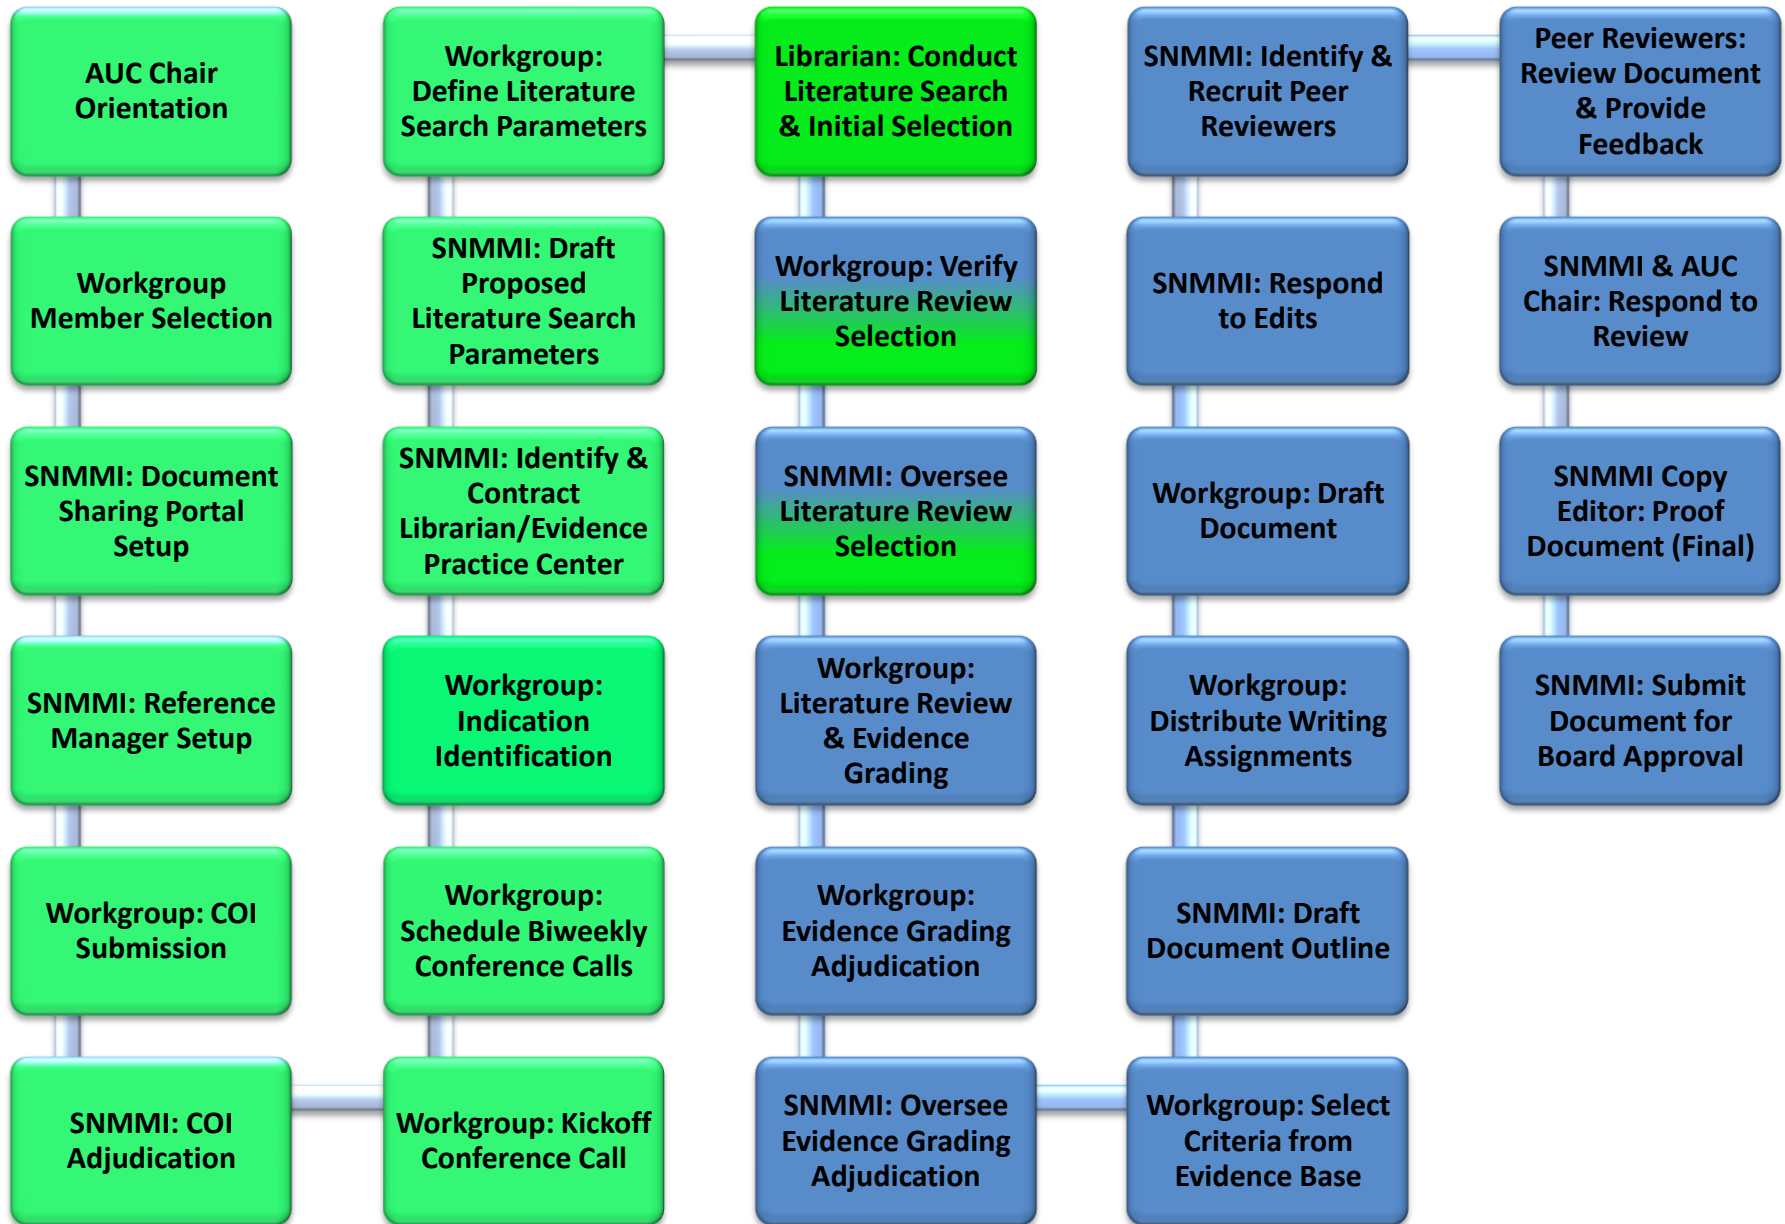 AUC Chair
Orientation
Workgroup
Member Selection
SNMMI: Document
Sharing Portal
Setup
SNMMI: Reference
Manager Setup
Workgroup: COI
Submission
SNMMI: COI
Adjudication
Workgroup: Kickoff
Conference Call
Workgroup:
Schedule Biweekly
Conference Calls
Workgroup:
Indication
Identification
SNMMI: Identify &
Contract
Librarian/Evidence
Practice Center
SNMMI: Draft
Proposed
Literature Search
Parameters
Workgroup:
Define Literature
Search Parameters
Librarian: Conduct
Literature Search
& Initial Selection
Workgroup: Verify
Literature Review
Selection
SNMMI: Oversee
Literature Review
Selection
Workgroup:
Literature Review
& Evidence
Grading
Workgroup:
Evidence Grading
Adjudication
SNMMI: Oversee
Evidence Grading
Adjudication
Workgroup: Select
Criteria from
Evidence Base
SNMMI: Draft
Document Outline
Workgroup:
Distribute Writing
Assignments
Workgroup: Draft
Document
SNMMI: Respond
to Edits
SNMMI: Identify &
Recruit Peer
Reviewers
Peer Reviewers:
Review Document
& Provide
Feedback
SNMMI & AUC
Chair: Respond to
Review
SNMMI Copy
Editor: Proof
Document (Final)
SNMMI: Submit
Document for
Board Approval